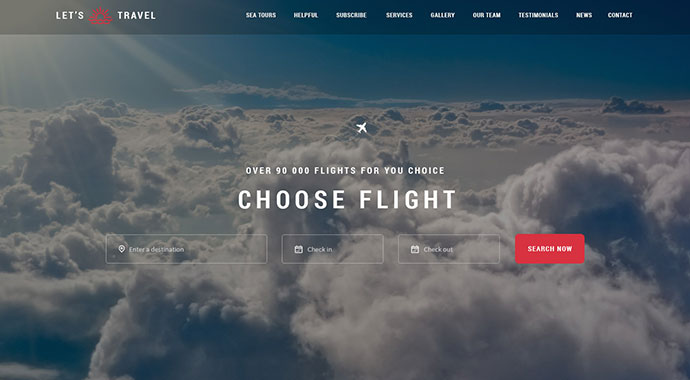 LET'S TRAVEL
SEA TOURS HELPFUL SUBSCRIBE SERVICES GALLERY OUR TEAM TESTIMONIALS NEWS CONTACT
OVER 90 000 FLIGHTS FOR YOU CHOICE
CHOOSE FLIGHT
Enter a destination Check in Check out SEARCH NOW